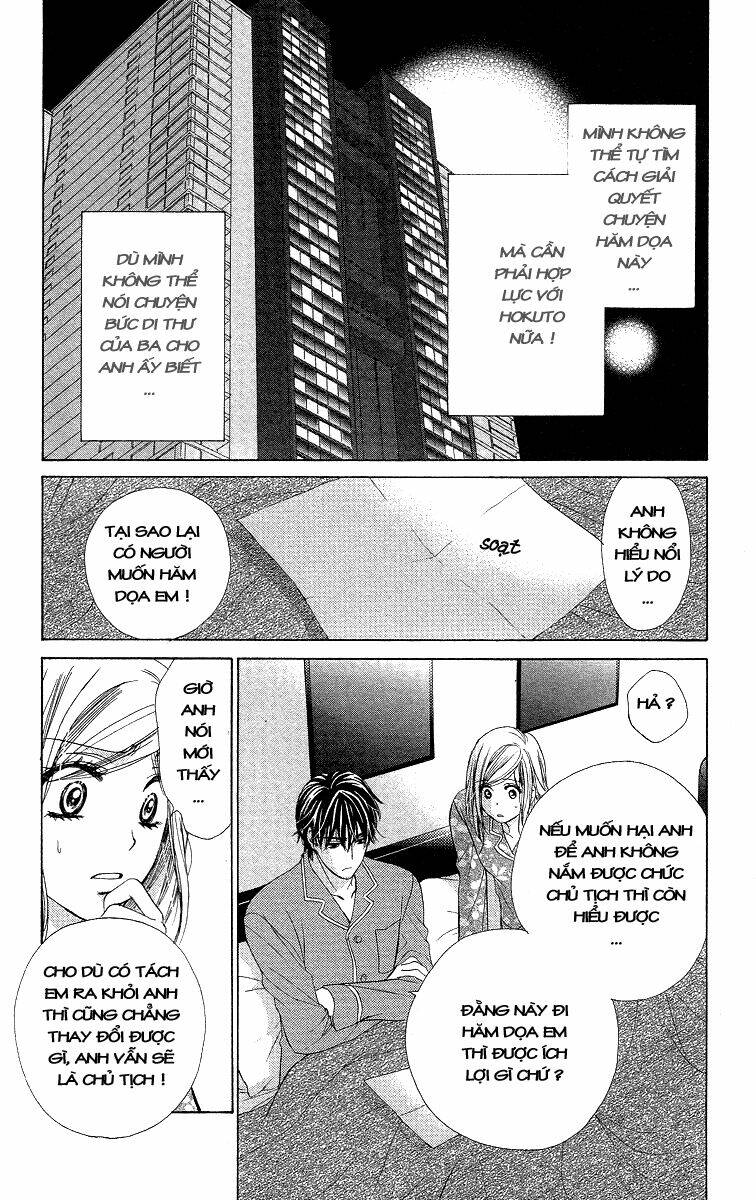 MÌNH KHÔNG
THỂ TỰ TÌM
CÁCH GIẢI
QUYẾT
CHUYỆN
HĂM DỌA
NÀY
...
MÀ CẦN
PHẢI HỢP
LỰC VỚI
HOKUTO
NỮA !
DÙ MÌNH
KHÔNG THỂ
NÓI CHUYỆN
BỨC DI THƯ
CỦA BA CHO
ANH ẤY BIẾT
...
ANH
KHÔNG
HIỂU NỔI
LÝ DO
...
soạt
TẠI SAO LẠI
CÓ NGƯỜI
MUỐN HĂM
DỌA EM !
HẢ ?
NẾU MUỐN HẠI ANH
ĐỂ ANH KHÔNG
NẮM ĐƯỢC CHỨC
CHỦ TỊCH THÌ CÒN
HIỂU ĐƯỢC
...
ĐẰNG NÀY ĐI
HĂM DỌA EM
THÌ ĐƯỢC ÍCH
LỢI GÌ CHỨ ?
GIỜ
ANH
NÓI
MỚI
THẤY
...
CHO DÙ CÓ TÁCH
EM RA KHỎI ANH
THÌ CŨNG CHẲNG
THAY ĐỔI ĐƯỢC
GÌ, ANH VẪN SẼ
LÀ CHỦ TỊCH !